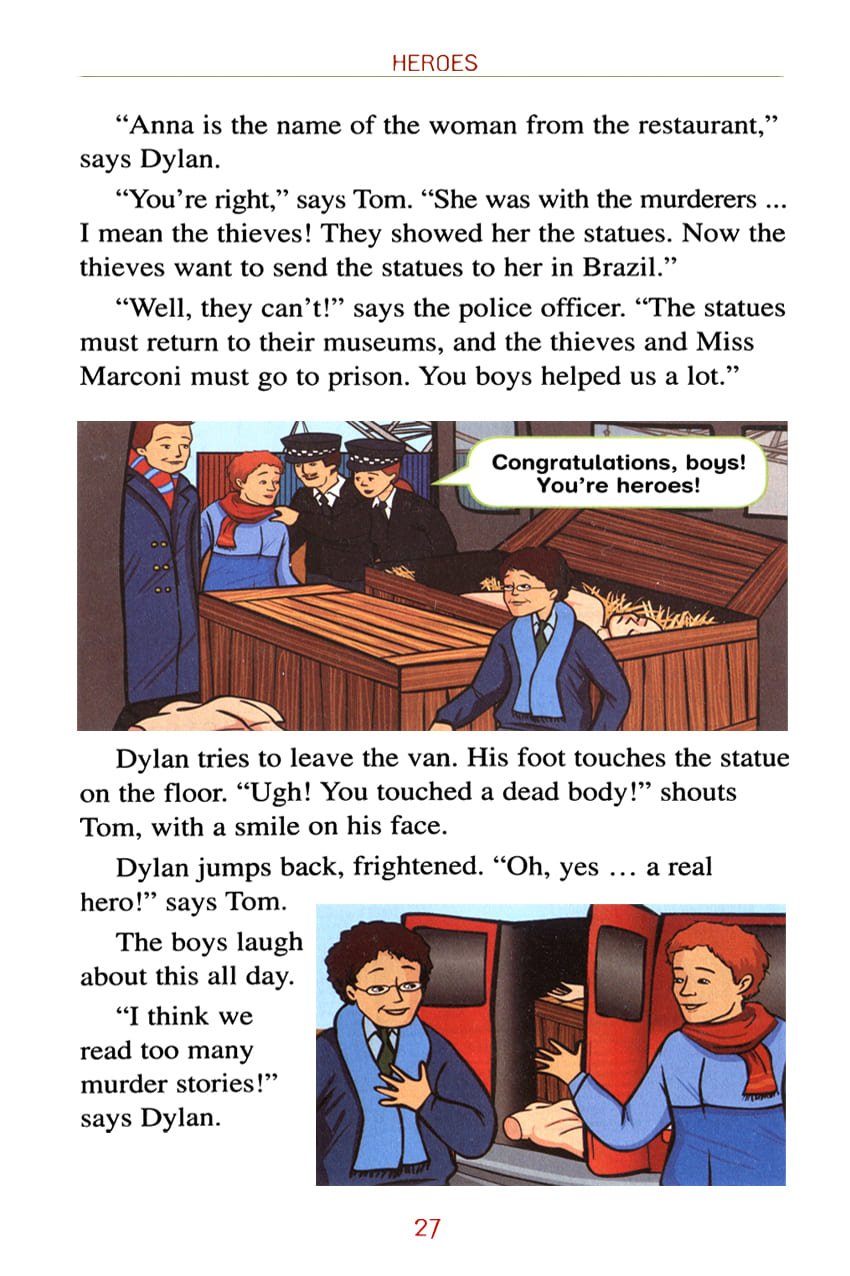 HEROES
“Anna is the name of the woman from the restaurant,”
says Dylan.
“You’re right,” says Tom. “She was with the murderers ...
I mean the thieves! They showed her the statues. Now the
thieves want to send the statues to her in Brazil.”
“Well, they can’t!” says the police officer. “The statues
must return to their museums, and the thieves and Miss
Marconi must go to prison. You boys helped us a lot.”
Congratulations, boys!
You’re heroes!
Dylan tries to leave the van. His foot touches the statue
on the floor. “Ugh! You touched a dead body!” shouts
Tom, with a smile on his face.
Dylan jumps back, frightened. “Oh, yes ... a real
hero!” says Tom.
The boys laugh
about this all day.
“I think we
read too many
murder stories!”
says Dylan.
27